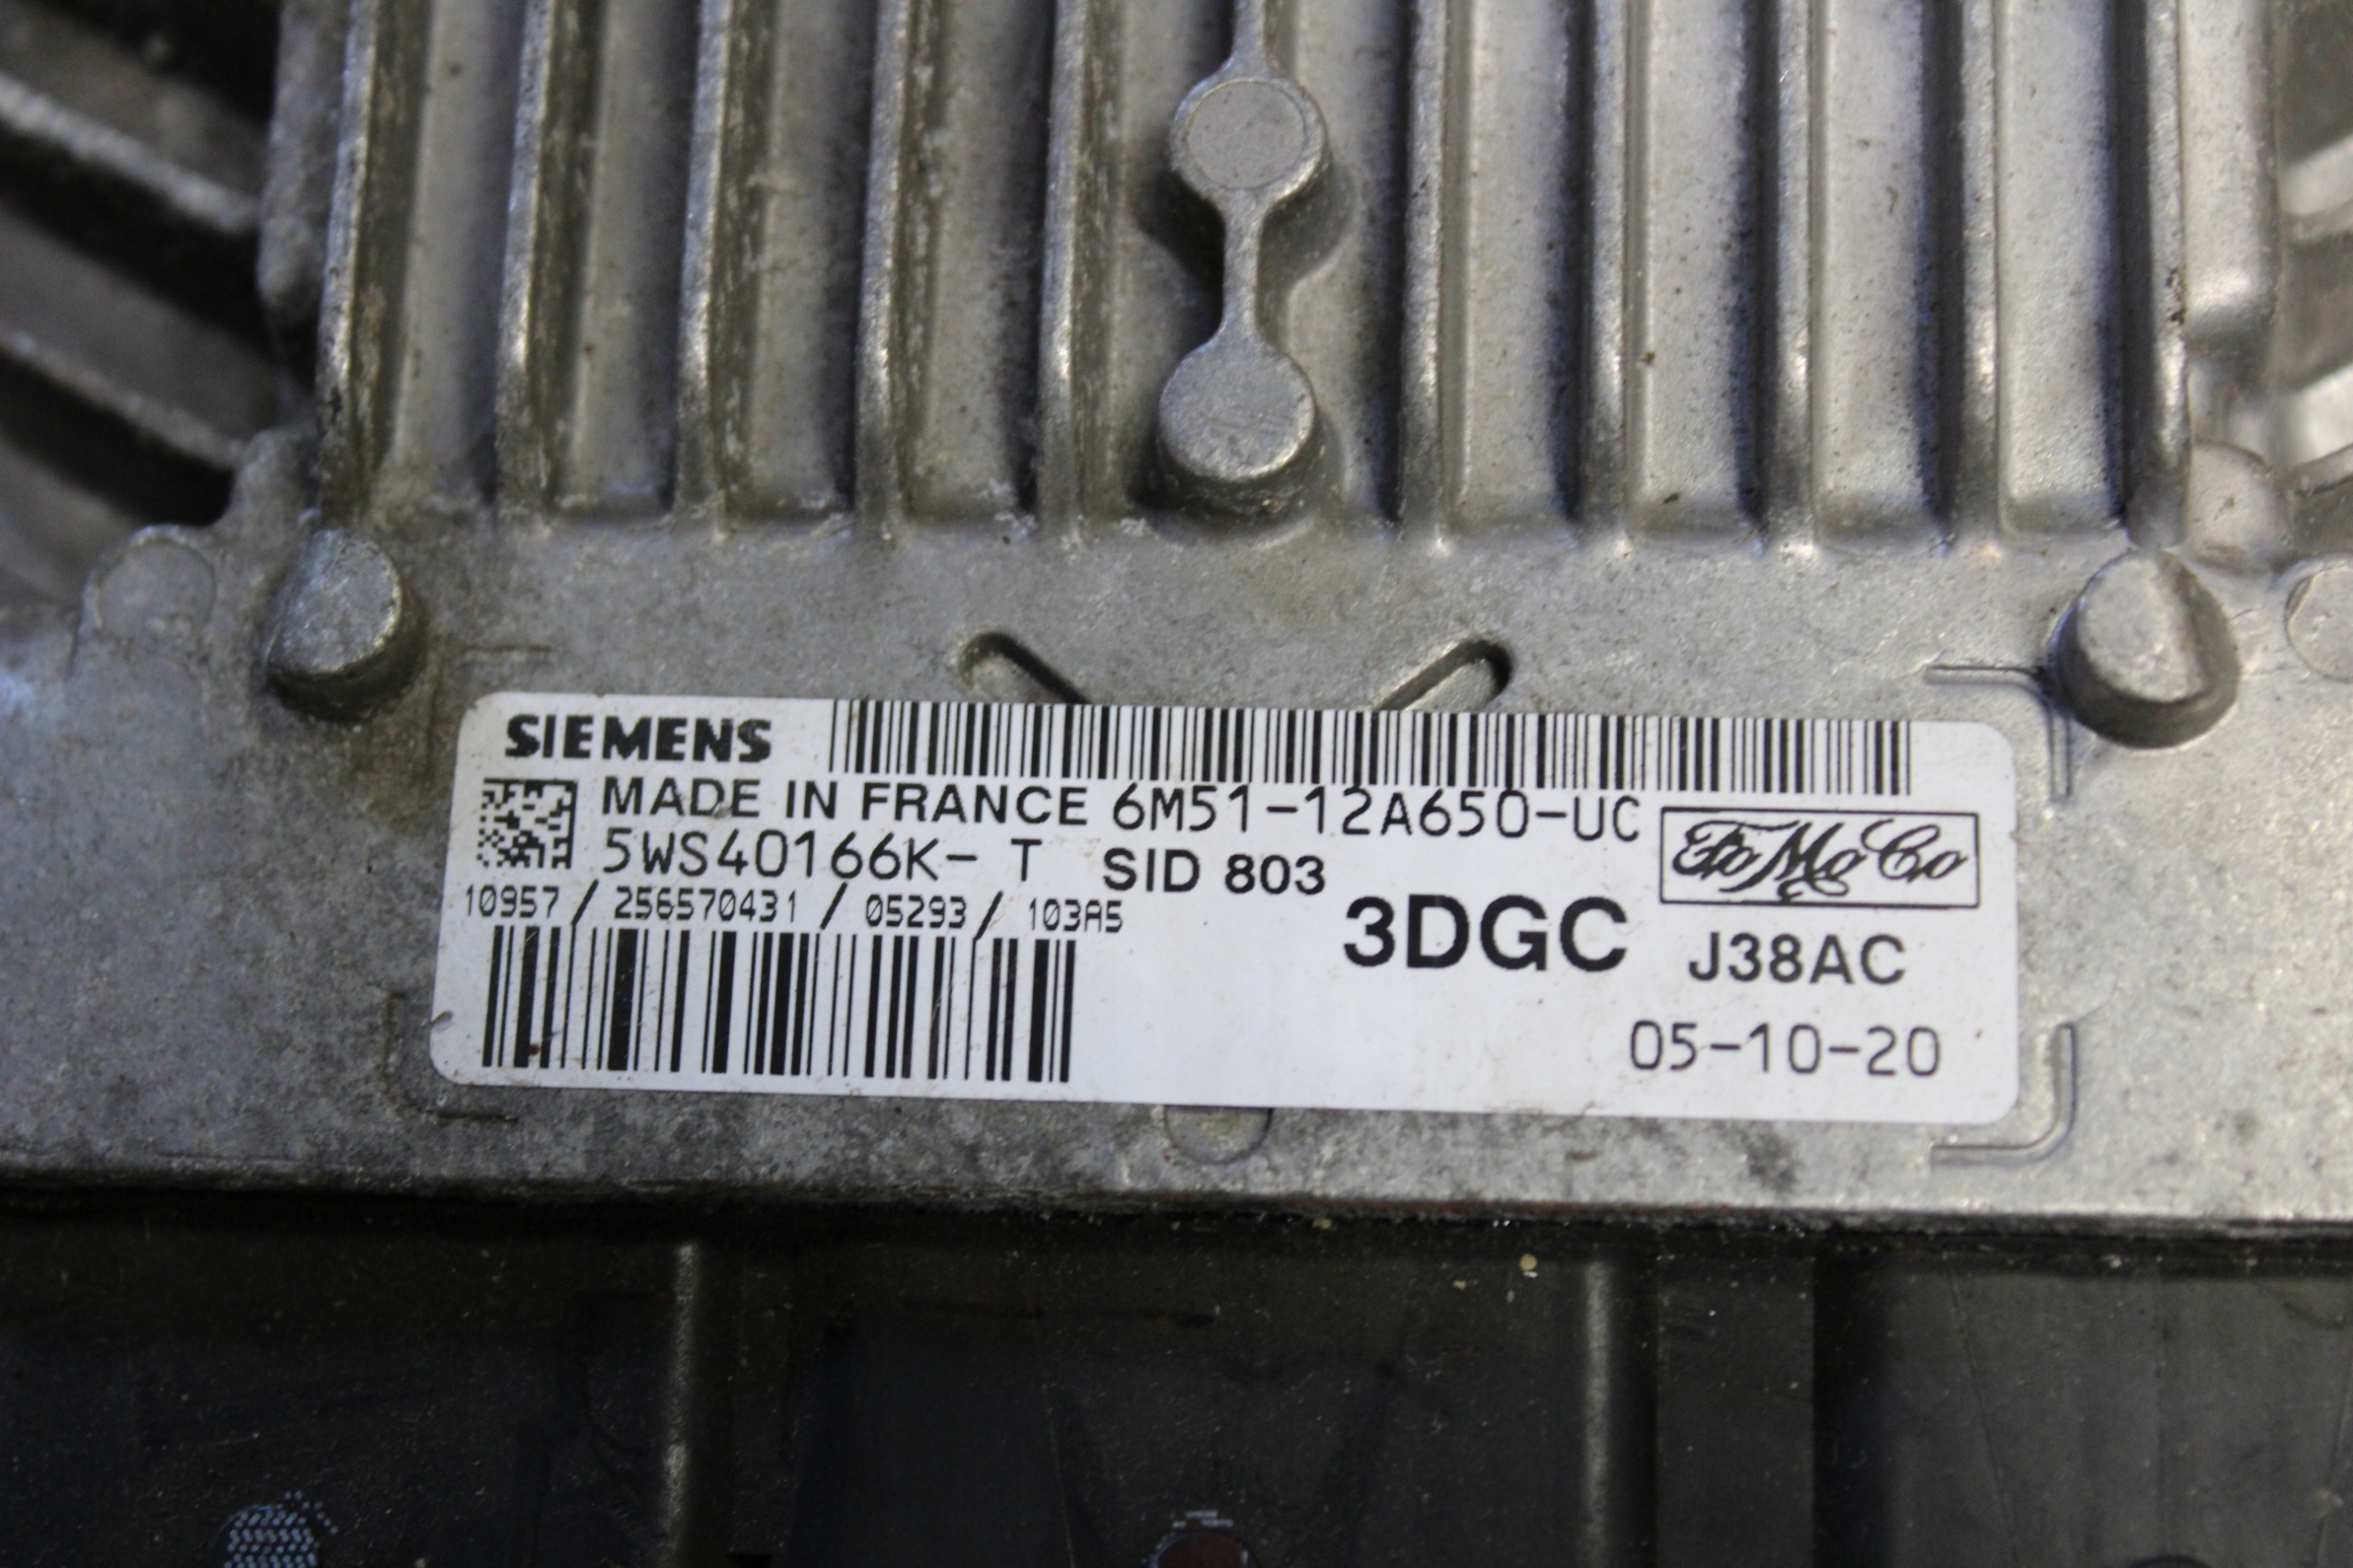 SIEMENS
MADE IN FRANCE 6M51-12A650-UC
5WS40166K- T SID 803
FoMoCo
10957 / 256570431 / 05293 / 103A5
3DGC
J38AC
05-10-20